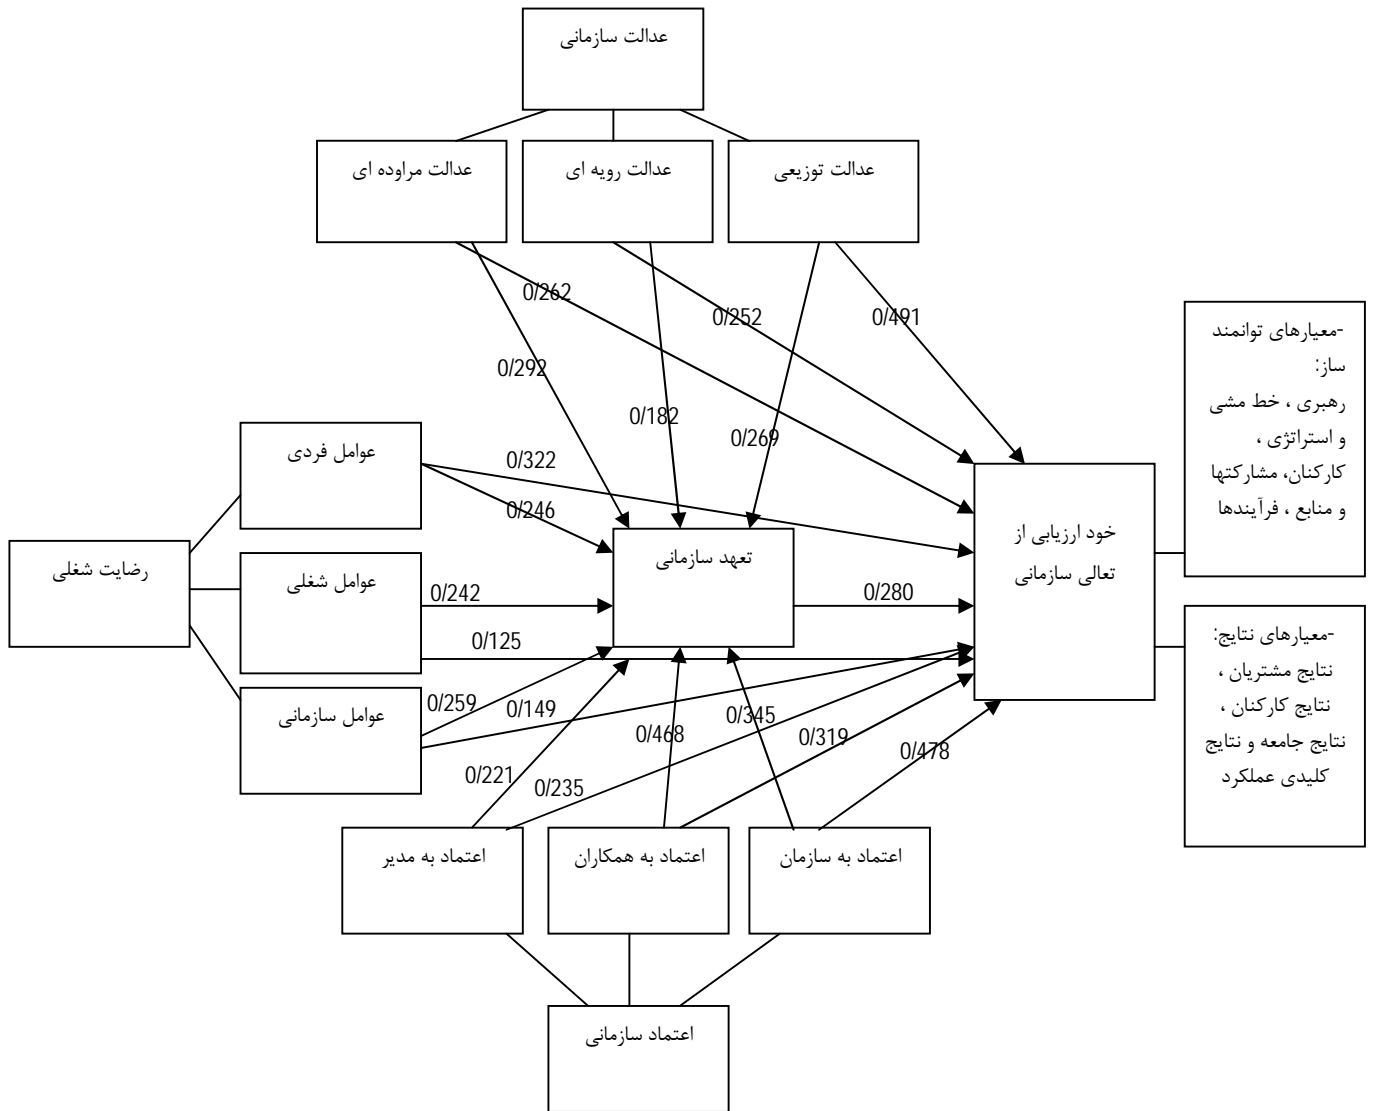 عدالت سازمانی
عدالت توزیعی
عدالت رویه ای
عدالت مراوده ای
0/262
0/252
0/491
0/292
0/182
0/269
-معیارهای توانمند
ساز:
رهبری ، خط مشی
و استراتژی ،
کارکنان، مشارکتها
و منابع ، فرآیندها
عوامل فردی
0/322
0/246
خود ارزیابی از
تعالی سازمانی
تعهد سازمانی
رضایت شغلی
عوامل شغلی
0/242
0/280
0/125
-معیارهای نتایج:
نتایج مشتریان ،
نتایج کارکنان ،
نتایج جامعه و نتایج
کلیدی عملکرد
عوامل سازمانی
0/259
0/149
0/468
0/345
0/319
0/478
0/221
0/235
اعتماد به سازمان
اعتماد به همکاران
اعتماد به مدیر
اعتماد سازمانی